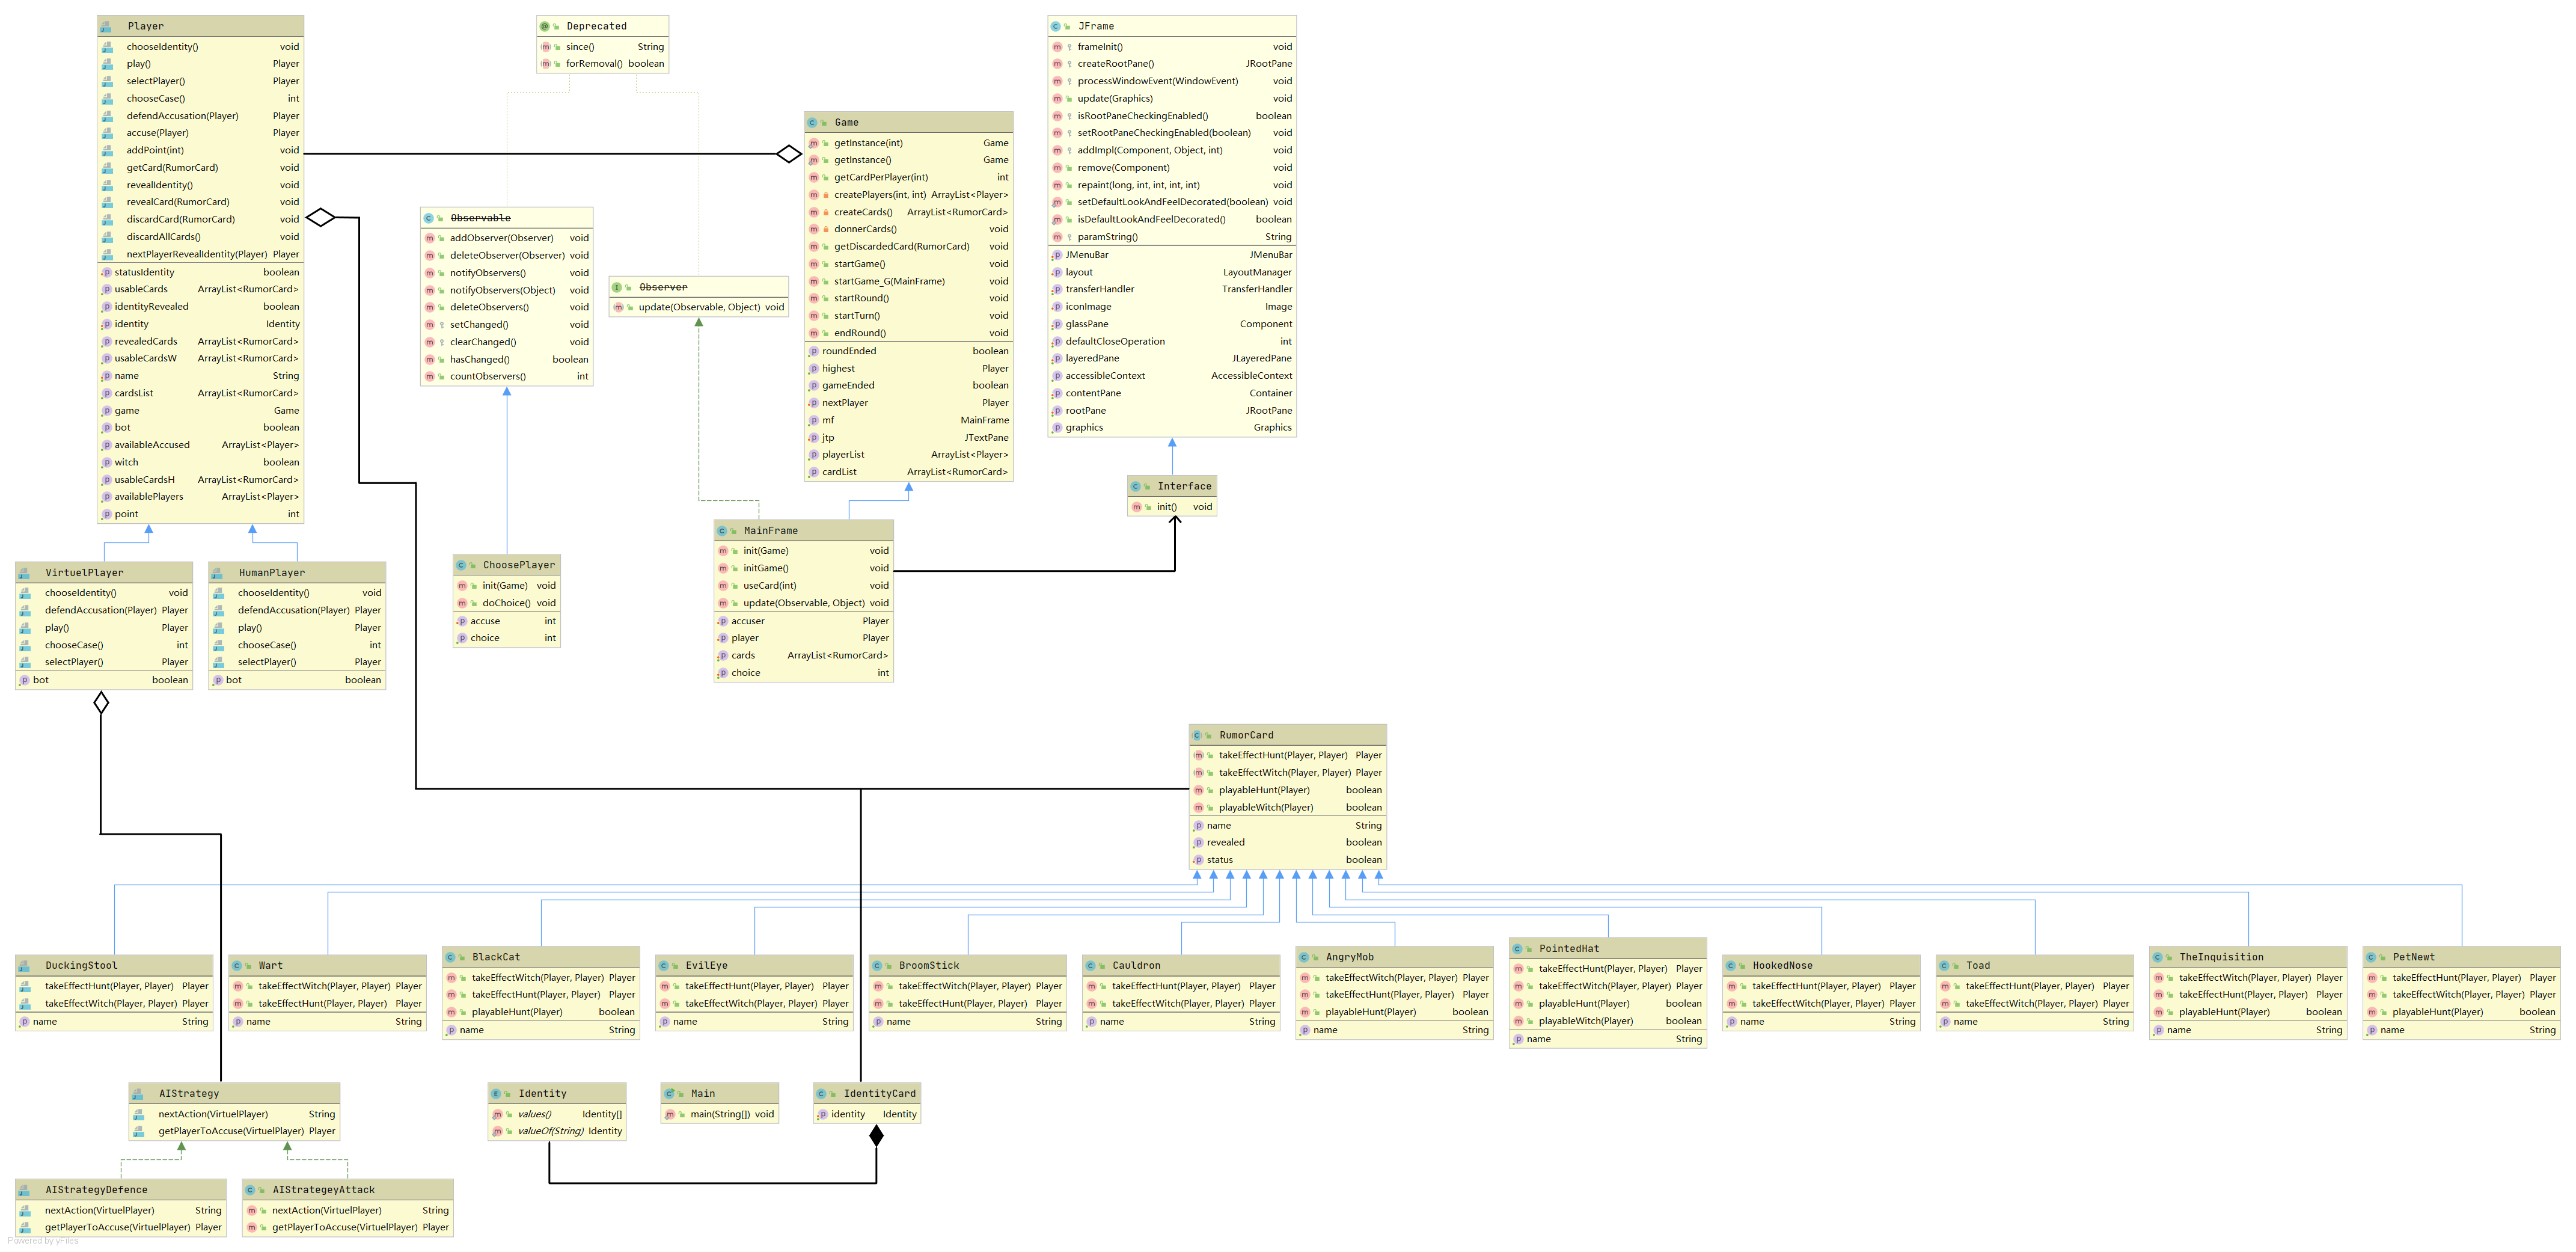 Player
chooseIdentity() void
play() Player
selectPlayer() Player
chooseCase() int
defendAccusation(Player) Player
accuse(Player) Player
addPoint(int) void
getCard(RumorCard) void
revealIdentity() void
revealCard(RumorCard) void
discardCard(RumorCard) void
discardAllCards() void
nextPlayerRevealIdentity(Player) Player
statusIdentity boolean
usableCards ArrayList<RumorCard>
identityRevealed boolean
identity Identity
revealedCards ArrayList<RumorCard>
usableCardsW ArrayList<RumorCard>
name String
cardsList ArrayList<RumorCard>
game Game
bot boolean
availableAccused ArrayList<Player>
witch boolean
usableCardsH ArrayList<RumorCard>
availablePlayers ArrayList<Player>
point int
Deprecated
since() String
forRemoval() boolean
JFrame
frameInit() void
createRootPane() JRootPane
processWindowEvent(WindowEvent) void
update(Graphics) void
isRootPaneCheckingEnabled() boolean
setRootPaneCheckingEnabled(boolean) void
addImpl(Component, Object, int) void
remove(Component) void
repaint(long, int, int, int, int) void
setDefaultLookAndFeelDecorated(boolean) void
isDefaultLookAndFeelDecorated() boolean
paramString() String
JMenuBar JMenuBar
layout LayoutManager
transferHandler TransferHandler
iconImage Image
glassPane Component
defaultCloseOperation int
layeredPane JLayeredPane
accessibleContext AccessibleContext
contentPane Container
rootPane JRootPane
graphics Graphics
Game
getInstance(int) Game
getInstance() Game
getCardPerPlayer(int) int
createPlayers(int, int) ArrayList<Player>
createCards() ArrayList<RumorCard>
donnerCards() void
getDiscardedCard(RumorCard) void
startGame() void
startGame_G(MainFrame) void
startRound() void
startTurn() void
endRound() void
roundEnded boolean
highest Player
gameEnded boolean
nextPlayer Player
mf MainFrame
jtp JTextPane
playerList ArrayList<Player>
cardList ArrayList<RumorCard>
Observable
addObserver(Observer) void
deleteObserver(Observer) void
notifyObservers() void
notifyObservers(Object) void
deleteObservers() void
setChanged() void
clearChanged() void
hasChanged() boolean
countObservers() int
Observer
update(Observable, Object) void
Interface
init() void
MainFrame
init(Game) void
initGame() void
useCard(int) void
update(Observable, Object) void
accuser Player
player Player
cards ArrayList<RumorCard>
choice int
ChoosePlayer
init(Game) void
doChoice() void
accuse int
choice int
VirtuelPlayer
chooseIdentity() void
defendAccusation(Player) Player
play() Player
chooseCase() int
selectPlayer() Player
bot boolean
HumanPlayer
chooseIdentity() void
defendAccusation(Player) Player
play() Player
chooseCase() int
selectPlayer() Player
bot boolean
RumorCard
takeEffectHunt(Player, Player) Player
takeEffectWitch(Player, Player) Player
playableHunt(Player) boolean
playableWitch(Player) boolean
name String
revealed boolean
status boolean
DuckingStool
takeEffectHunt(Player, Player) Player
takeEffectWitch(Player, Player) Player
name String
Wart
takeEffectWitch(Player, Player) Player
takeEffectHunt(Player, Player) Player
name String
BlackCat
takeEffectWitch(Player, Player) Player
takeEffectHunt(Player, Player) Player
playableHunt(Player) boolean
name String
EvilEye
takeEffectHunt(Player, Player) Player
takeEffectWitch(Player, Player) Player
name String
BroomStick
takeEffectWitch(Player, Player) Player
takeEffectHunt(Player, Player) Player
name String
Cauldron
takeEffectHunt(Player, Player) Player
takeEffectWitch(Player, Player) Player
name String
AngryMob
takeEffectWitch(Player, Player) Player
takeEffectHunt(Player, Player) Player
playableHunt(Player) boolean
name String
PointedHat
takeEffectHunt(Player, Player) Player
takeEffectWitch(Player, Player) Player
playableHunt(Player) boolean
playableWitch(Player) boolean
name String
HookedNose
takeEffectHunt(Player, Player) Player
takeEffectWitch(Player, Player) Player
name String
Toad
takeEffectHunt(Player, Player) Player
takeEffectWitch(Player, Player) Player
name String
TheInquisition
takeEffectWitch(Player, Player) Player
takeEffectHunt(Player, Player) Player
playableHunt(Player) boolean
name String
PetNewt
takeEffectHunt(Player, Player) Player
takeEffectWitch(Player, Player) Player
playableHunt(Player) boolean
name String
AIStrategy
nextAction(VirtuelPlayer) String
getPlayerToAccuse(VirtuelPlayer) Player
Identity
values() Identity[]
valueOf(String) Identity
Main
main(String[]) void
IdentityCard
identity Identity
AIStrategyDefence
nextAction(VirtuelPlayer) String
getPlayerToAccuse(VirtuelPlayer) Player
AIStrategeyAttack
nextAction(VirtuelPlayer) String
getPlayerToAccuse(VirtuelPlayer) Player
Powered by yFiles